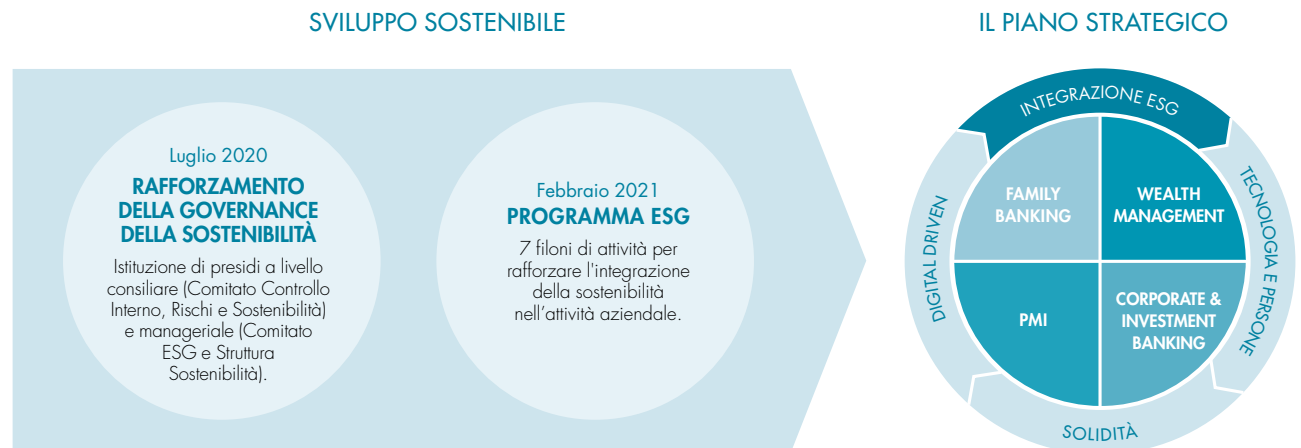 SVILUPPO SOSTENIBILE
Luglio 2020
RAFFORZAMENTO
DELLA GOVERNANCE
DELLA SOSTENIBILITÀ
Istituzione di presidi a livello
consiliare (Comitato Controllo
Interno, Rischi e Sostenibilità)
e manageriale (Comitato
ESG e Struttura
Sostenibilità).
Febbraio 2021
PROGRAMMA ESG
7 filoni di attività per
rafforzare l'integrazione
della sostenibilità
nell’attività aziendale.
IL PIANO STRATEGICO
INTEGRAZIONE ESG
TECNOLOGIA E PERSONE
SOLIDITÀ
DIGITAL DRIVEN
FAMILY
BANKING
WEALTH
MANAGEMENT
PMI
CORPORATE &
INVESTMENT
BANKING